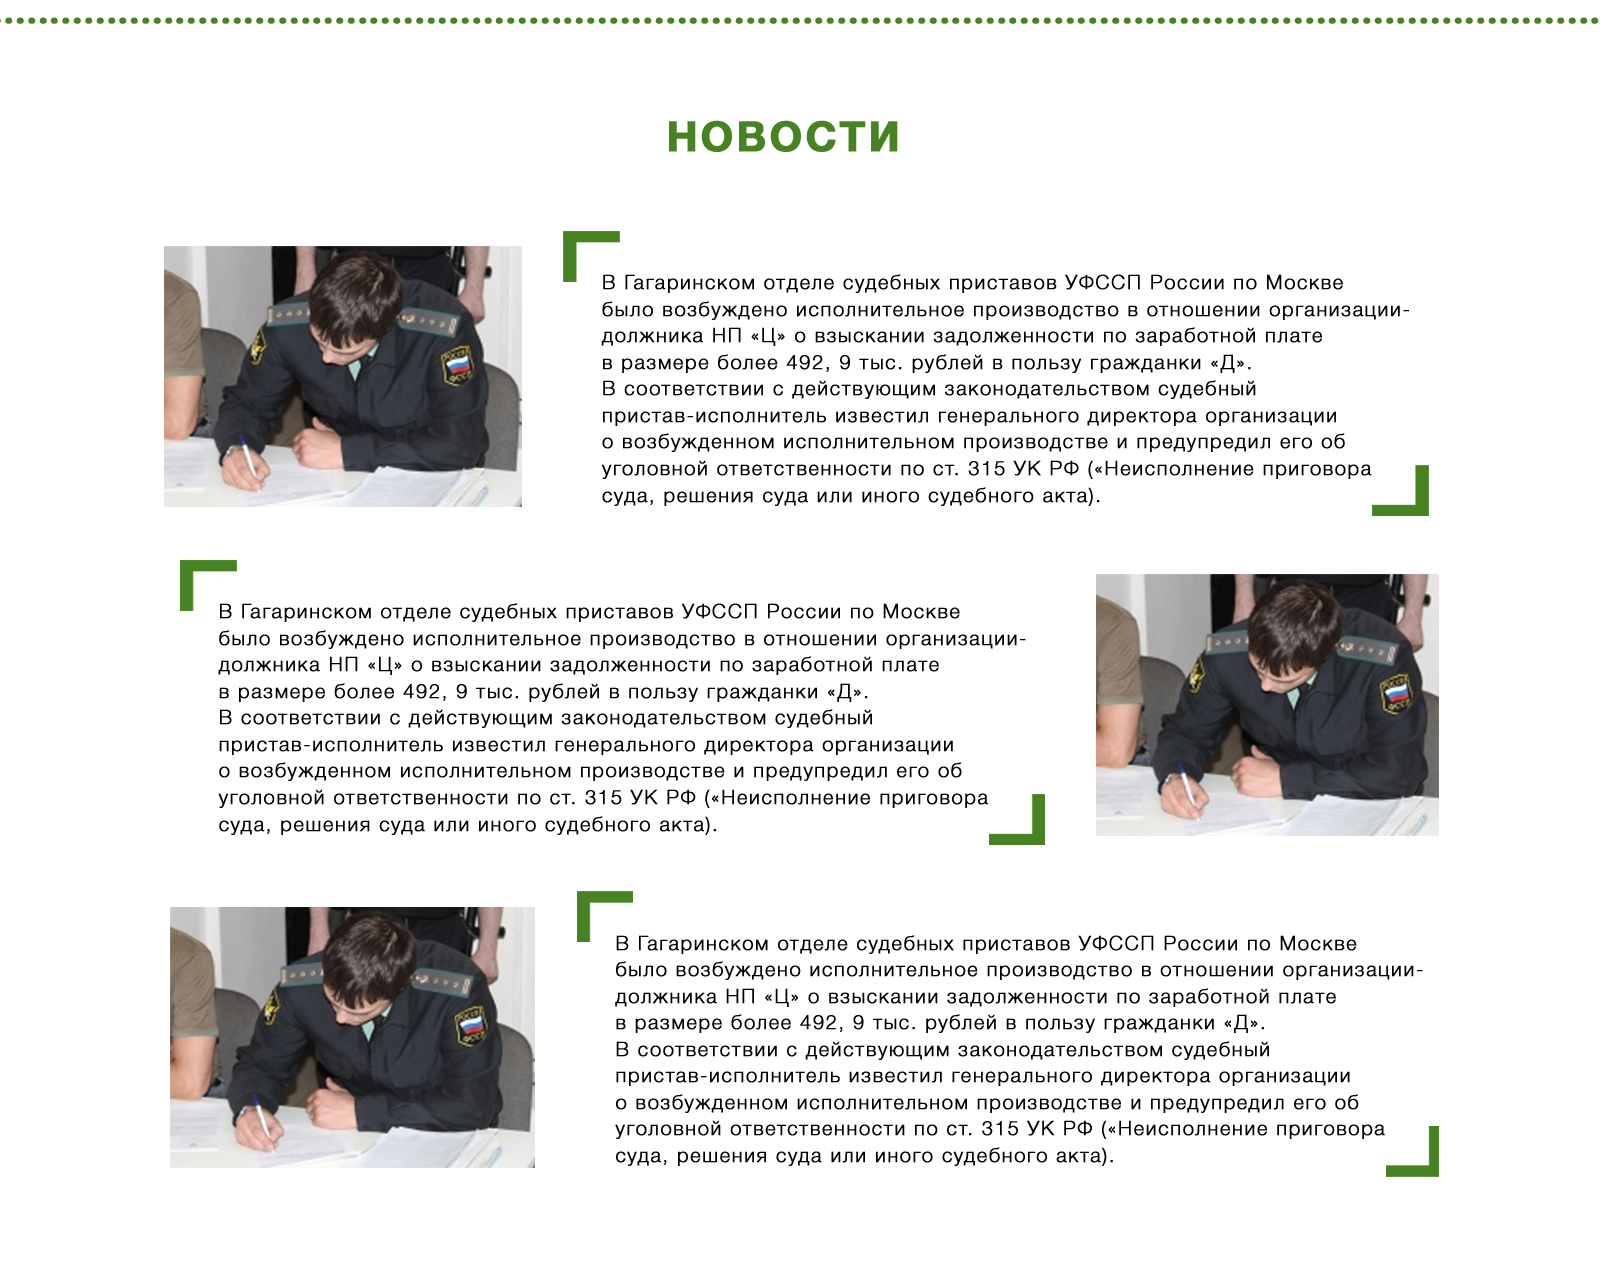 НОВОСТИ
В Гагаринском отделе судебных приставов УФССП России по Москве
было возбуждено исполнительное производство в отношении организации-
должника НП «Ц» о взыскании задолженности по заработной плате
в размере более 492, 9 тыс. рублей в пользу гражданки «Д».
В соответствии с действующим законодательством судебный
пристав-исполнитель известил генерального директора организации
о возбужденном исполнительном производстве и предупредил его об
уголовной ответственности по ст. 315 УК РФ («Неисполнение приговора
суда, решения суда или иного судебного акта).
РОССИЯ
ФССП
В Гагаринском отделе судебных приставов УФССП России по Москве
было возбуждено исполнительное производство в отношении организации-
должника НП «Ц» о взыскании задолженности по заработной плате
в размере более 492, 9 тыс. рублей в пользу гражданки «Д».
В соответствии с действующим законодательством судебный
пристав-исполнитель известил генерального директора организации
о возбужденном исполнительном производстве и предупредил его об
уголовной ответственности по ст. 315 УК РФ («Неисполнение приговора
суда, решения суда или иного судебного акта).
РОССИЯ
ФССП
В Гагаринском отделе судебных приставов УФССП России по Москве
было возбуждено исполнительное производство в отношении организации-
должника НП «Ц» о взыскании задолженности по заработной плате
в размере более 492, 9 тыс. рублей в пользу гражданки «Д».
В соответствии с действующим законодательством судебный
пристав-исполнитель известил генерального директора организации
о возбужденном исполнительном производстве и предупредил его об
уголовной ответственности по ст. 315 УК РФ («Неисполнение приговора
суда, решения суда или иного судебного акта).
РОССИЯ
ФССП